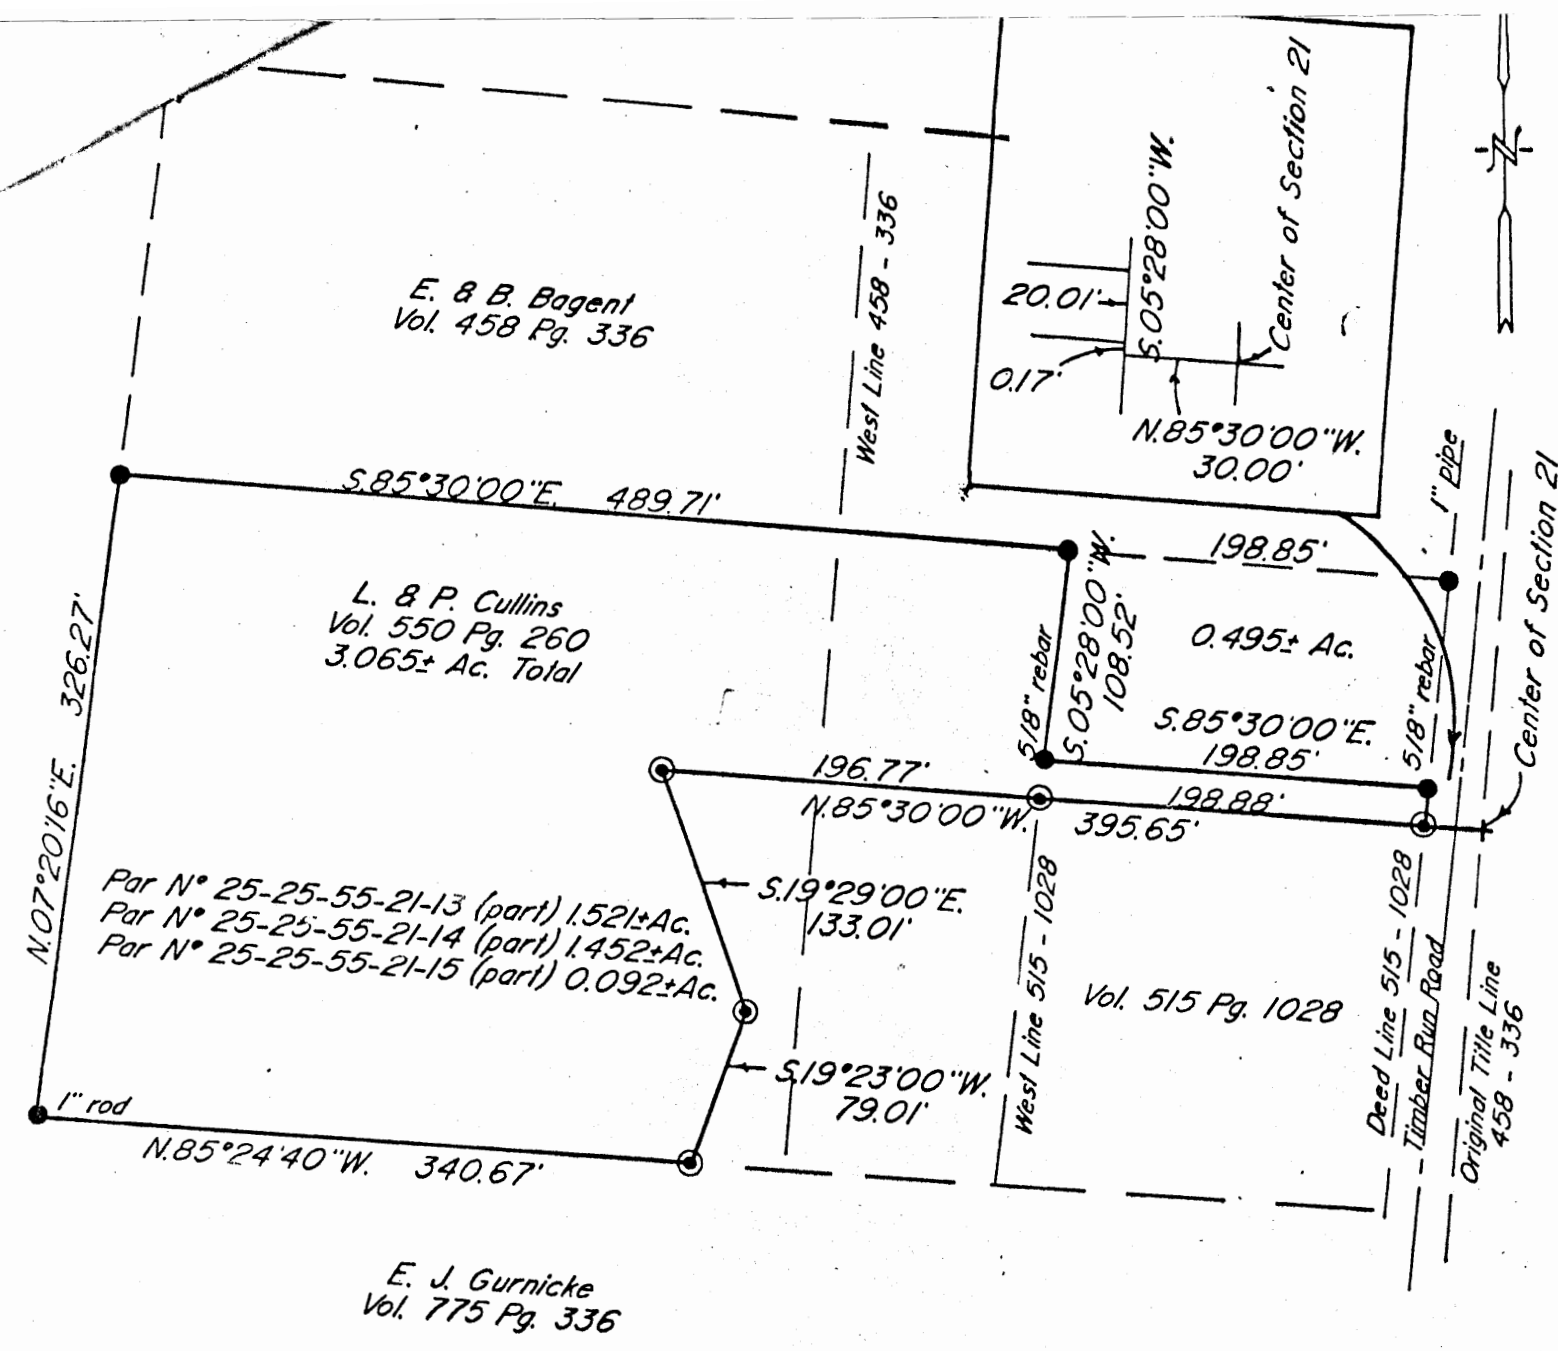 Center of Section 21
S.05°28'00"W.
20.01'
0.17'
N.85°30'00"W.
30.00'
E. & B. Bagent
Vol. 458 Pg. 336
West Line 458 - 336
1" pipe
Center of Section 21
S.85°30'00"E. 489.71'
198.85'
L. & P. Cullins
Vol. 550 Pg. 260
3.065± Ac. Total
N.07°20'16"E. 326.27'
5/8" rebar
S.05°28'00"W.
108.52'
0.495± Ac.
S.85°30'00"E.
198.85'
5/8" rebar
196.77'
N.85°30'00"W.
198.88'
395.65'
Par Nº 25-25-55-21-13 (part) 1.521±Ac.
Par Nº 25-25-55-21-14 (part) 1.452±Ac.
Par Nº 25-25-55-21-15 (part) 0.092±Ac.
S.19°29'00"E.
133.01'
S.19°23'00"W.
79.01'
West Line 515 - 1028
Vol. 515 Pg. 1028
Deed Line 515 - 1028
Timber Run Road
Original Title Line
458 - 336
1" rod
N.85°24'40"W. 340.67'
E. J. Gurnicke
Vol. 775 Pg. 336
N